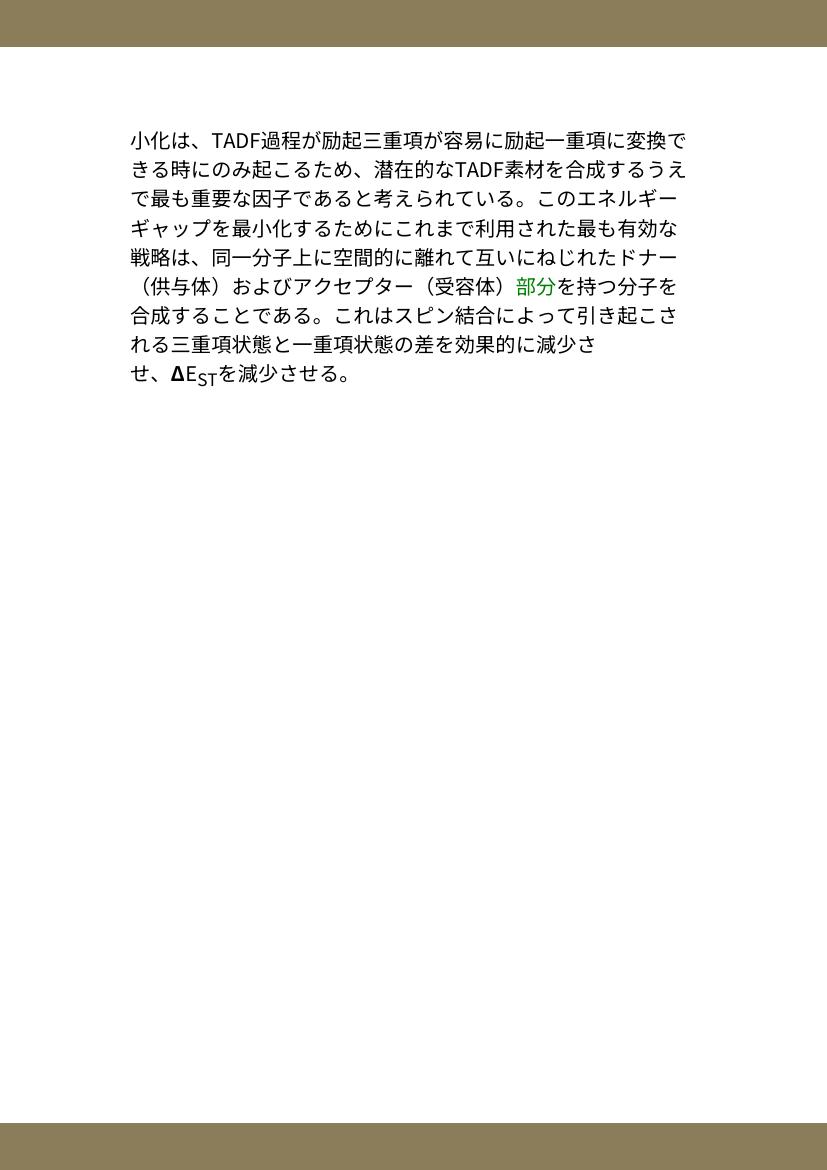 小化は、TADF過程が励起三重項が容易に励起一重項に変換で
きる時にのみ起こるため、潜在的なTADF素材を合成するうえ
で最も重要な因子であると考えられている。このエネルギー
ギャップを最小化するためにこれまで利用された最も有効な
戦略は、同一分子上に空間的に離れて互いにねじれたドナー
（供与体）およびアクセプター（受容体）部分を持つ分子を
合成することである。これはスピン結合によって引き起こさ
れる三重項状態と一重項状態の差を効果的に減少さ
せ、ΔESTを減少させる。